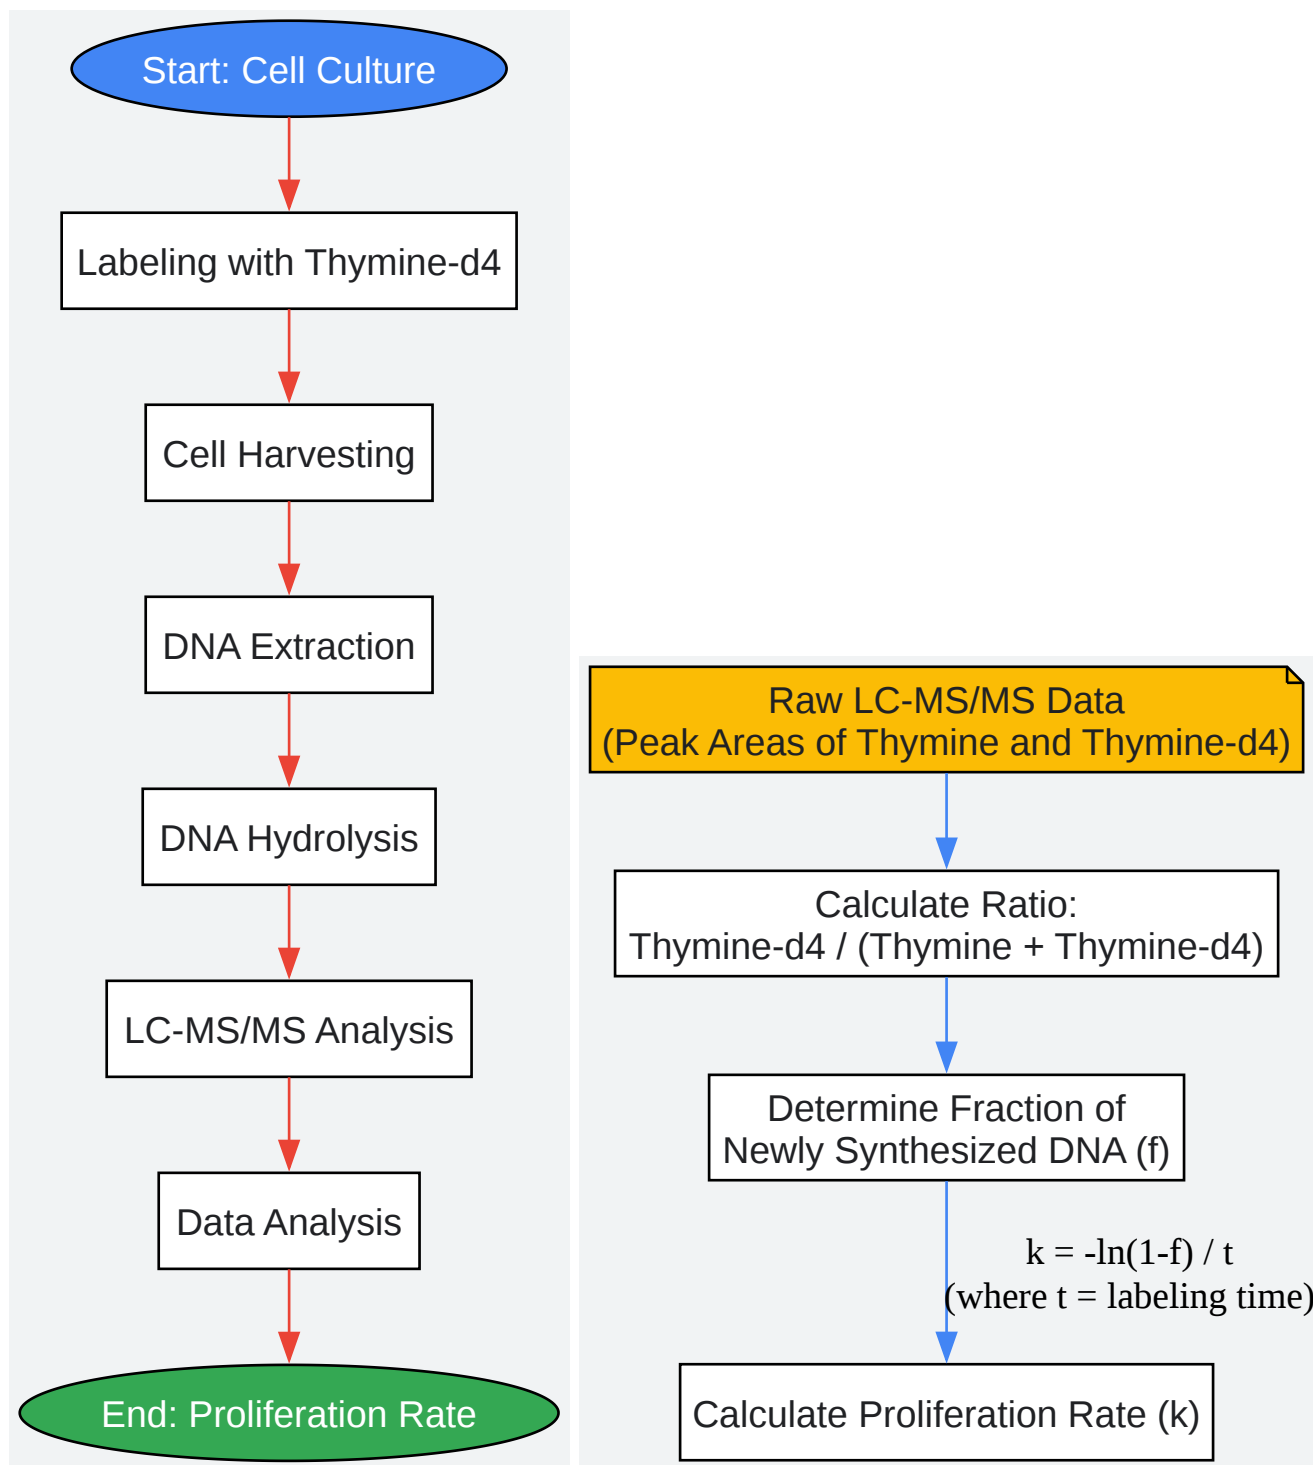 Start: Cell Culture
Labeling with Thymine-d4
Cell Harvesting
DNA Extraction
DNA Hydrolysis
LC-MS/MS Analysis
Data Analysis
End: Proliferation Rate
Raw LC-MS/MS Data
(Peak Areas of Thymine and Thymine-d4)
Calculate Ratio:
Thymine-d4 / (Thymine + Thymine-d4)
Determine Fraction of
Newly Synthesized DNA (f)
k = -ln(1-f) / t
(where t = labeling time)
Calculate Proliferation Rate (k)